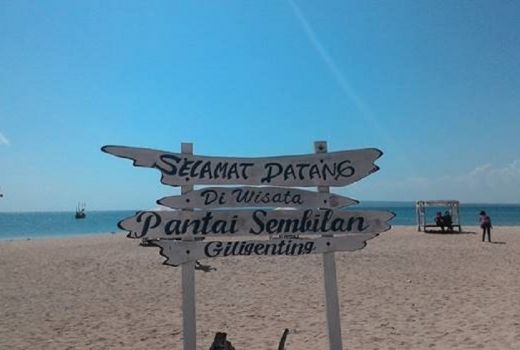 SELAMAT DATANG
Di Wisata
Pantai Sembilan
Giligenting